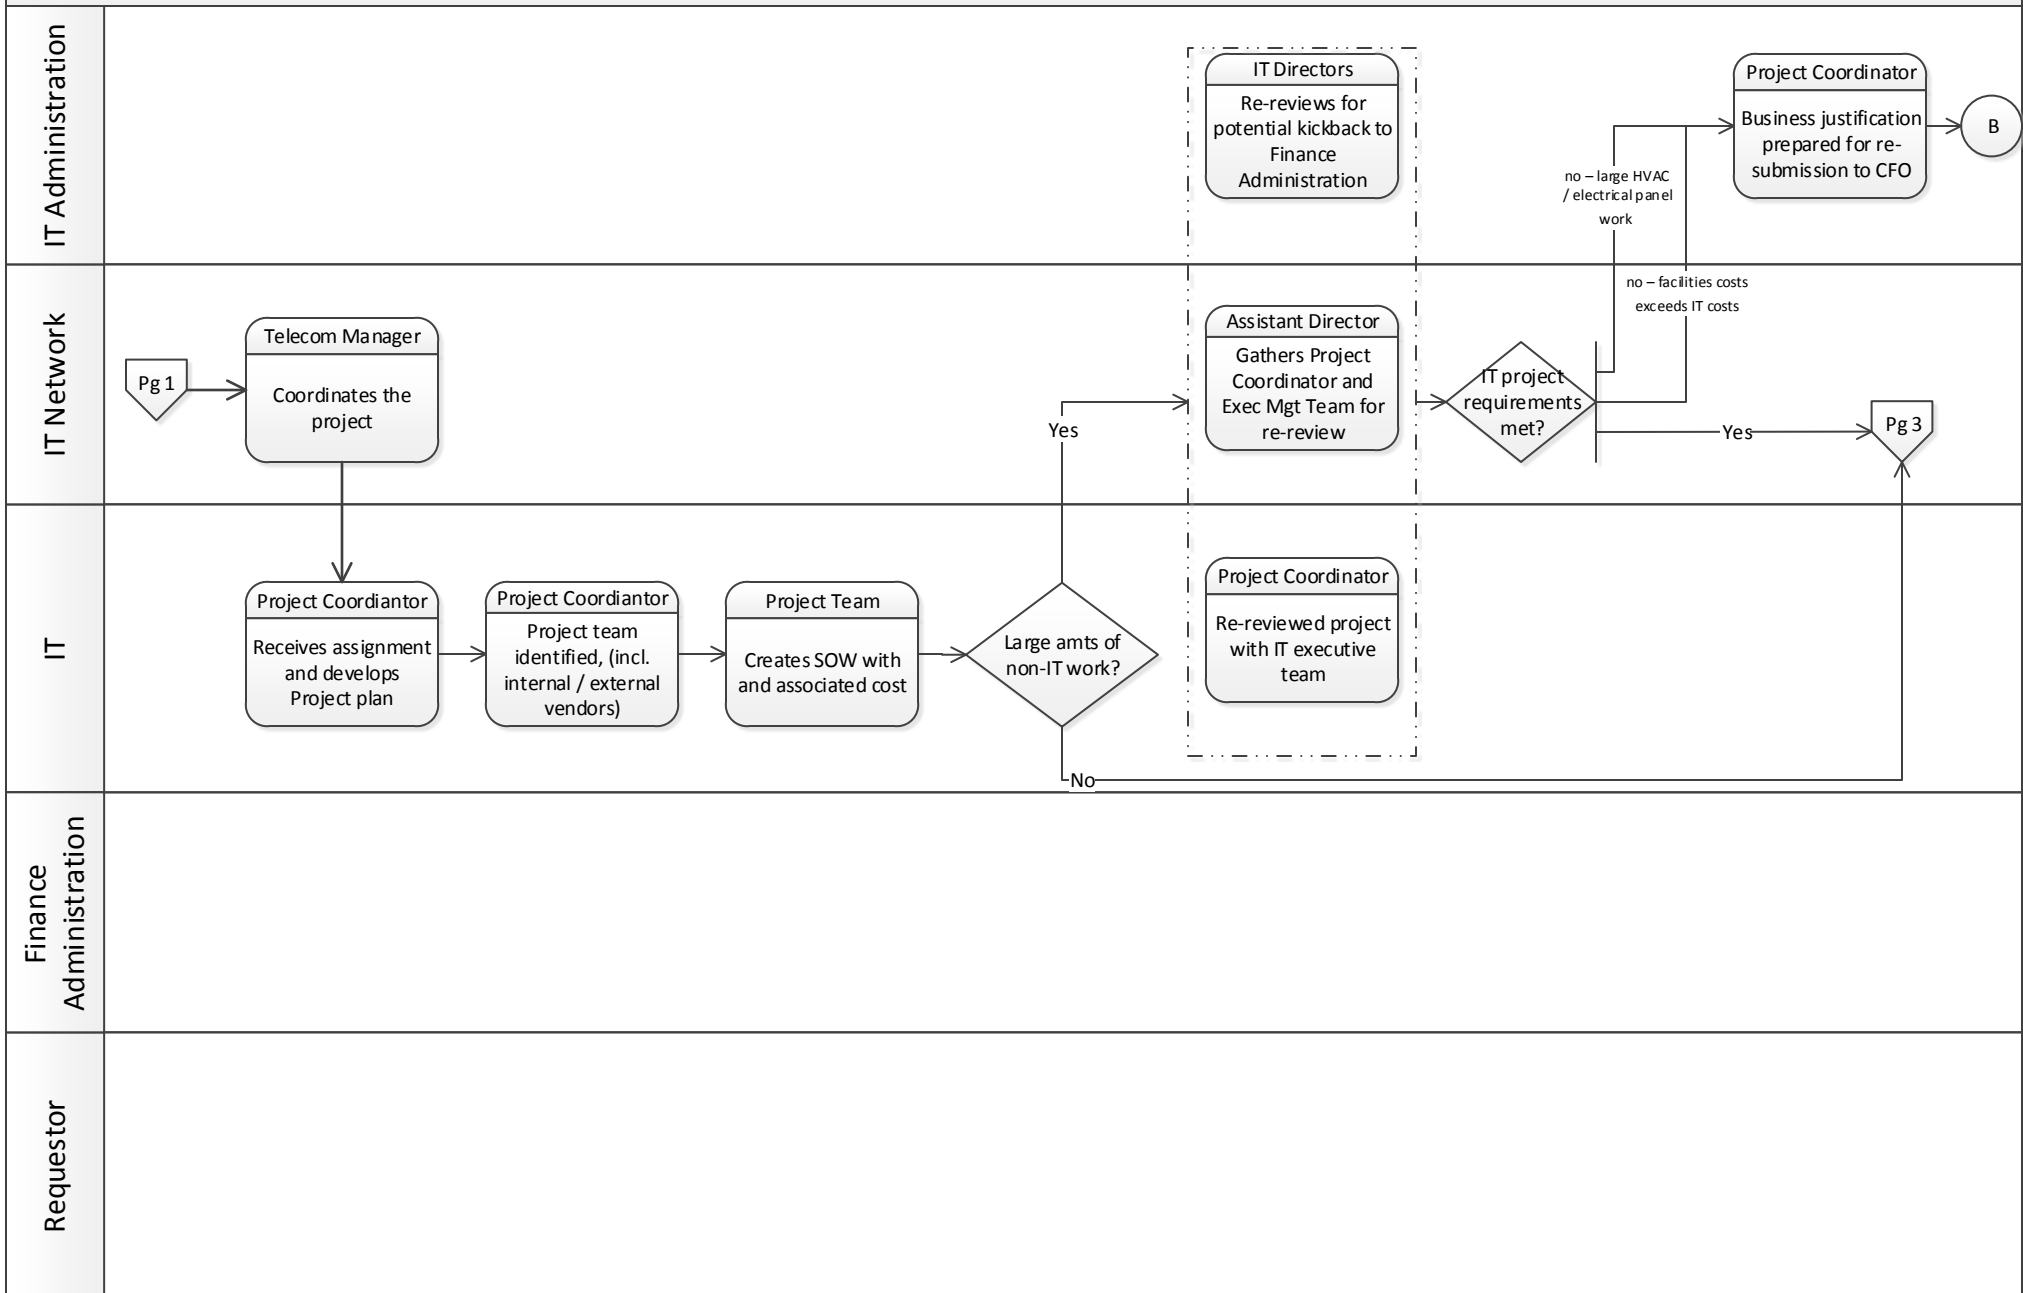 IT Administration
IT Directors
Re-reviews for
potential kickback to
Finance
Administration
Project Coordinator
Business justification
prepared for re-
submission to CFO
B
no – large HVAC
/ electrical panel
work
IT Network
Pg 1
Telecom Manager
Coordinates the
project
Yes
Assistant Director
Gathers Project
Coordinator and
Exec Mgt Team for
re-review
IT project
requirements
met?
no – facilities costs
exceeds IT costs
Yes
Pg 3
IT
Project Coordiantor
Receives assignment
and develops
Project plan
Project Coordiantor
Project team
identified, (incl.
internal / external
vendors)
Project Team
Creates SOW with
and associated cost
Large amts of
non-IT work?
Project Coordinator
Re-reviewed project
with IT executive
team
No
Finance
Administration
Requestor